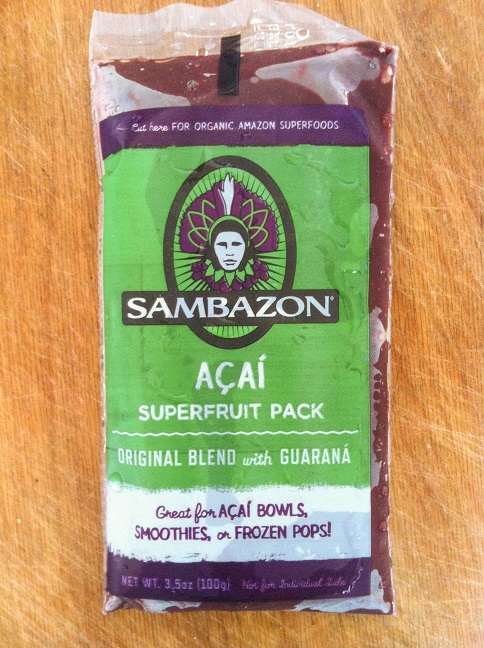 Cut here FOR ORGANIC AMAZON SUPERFOODS
SAMBAZON®
AÇAÍ
SUPERFRUIT PACK
ORIGINAL BLEND with GUARANÁ
Great for AÇAÍ BOWLS,
SMOOTHIES, or FROZEN POPS!
NET WT. 3.5oz (100g) Not for Individual Sale